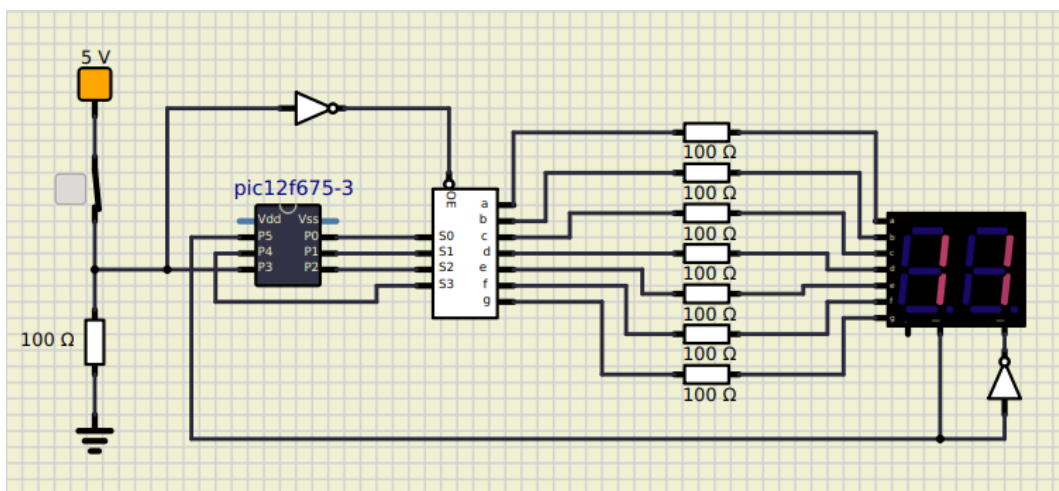 5 V
pic12f675-3
Vdd Vss
P5 P0
P4 P1
P3 P2
OE
S0
S1
S2
S3
a
b
c
d
e
f
g
100 Ω
100 Ω
100 Ω
100 Ω
100 Ω
100 Ω
100 Ω
100 Ω
a
b
c
d
e
f
g
11